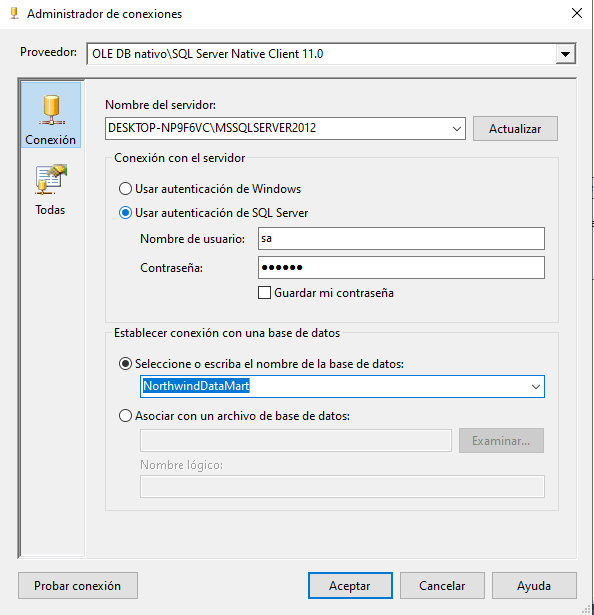 Administrador de conexiones
Proveedor: OLE DB nativo\SQL Server Native Client 11.0
Conexión
Todas
Nombre del servidor:
DESKTOP-NP9F6VC\MSSQLSERVER2012 Actualizar
Conexión con el servidor
Usar autenticación de Windows
Usar autenticación de SQL Server
Nombre de usuario: sa
Contraseña: ●●●●●●
Guardar mi contraseña
Establecer conexión con una base de datos
Seleccione o escriba el nombre de la base de datos:
NorthwindDataMart
Asociar con un archivo de base de datos:
Examinar...
Nombre lógico:
Probar conexión Aceptar Cancelar Ayuda